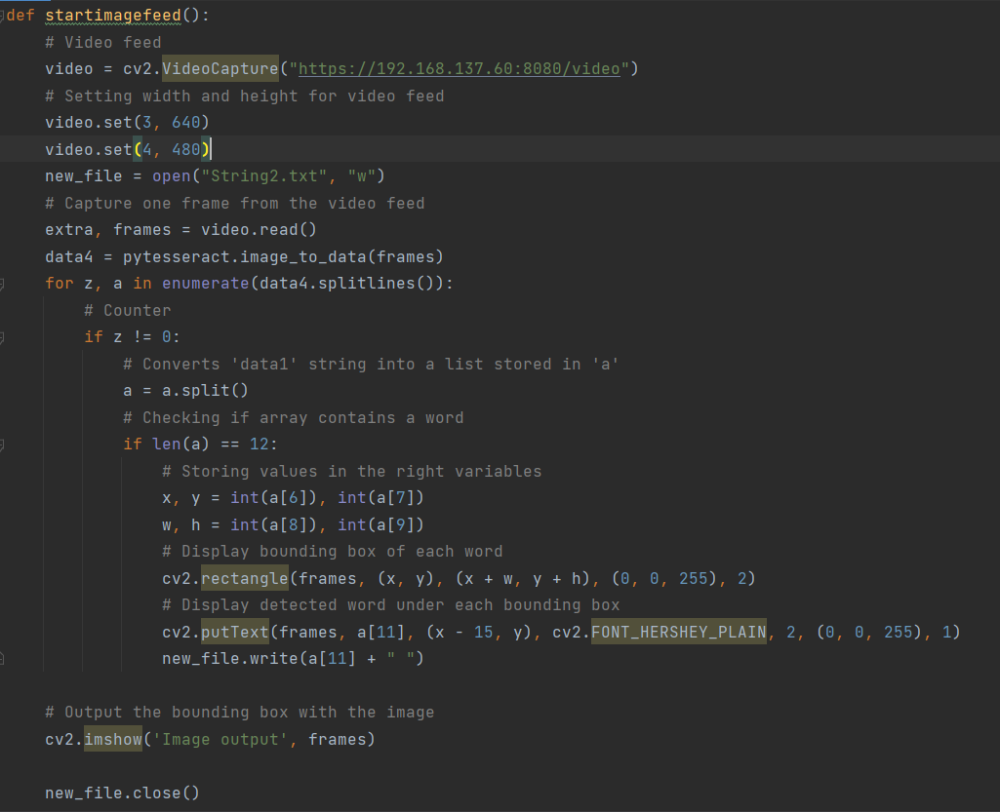 def startimagefeed():
    # Video feed
    video = cv2.VideoCapture("https://192.168.137.60:8080/video")
    # Setting width and height for video feed
    video.set(3, 640)
    video.set(4, 480)
    new_file = open("String2.txt", "w")
    # Capture one frame from the video feed
    extra, frames = video.read()
    data4 = pytesseract.image_to_data(frames)
    for z, a in enumerate(data4.splitlines()):
        # Counter
        if z != 0:
            # Converts 'data1' string into a list stored in 'a'
            a = a.split()
            # Checking if array contains a word
            if len(a) == 12:
                # Storing values in the right variables
                x, y = int(a[6]), int(a[7])
                w, h = int(a[8]), int(a[9])
                # Display bounding box of each word
                cv2.rectangle(frames, (x, y), (x + w, y + h), (0, 0, 255), 2)
                # Display detected word under each bounding box
                cv2.putText(frames, a[11], (x - 15, y), cv2.FONT_HERSHEY_PLAIN, 2, (0, 0, 255), 1)
                new_file.write(a[11] + " ")
    # Output the bounding box with the image
    cv2.imshow('Image output', frames)
    new_file.close()